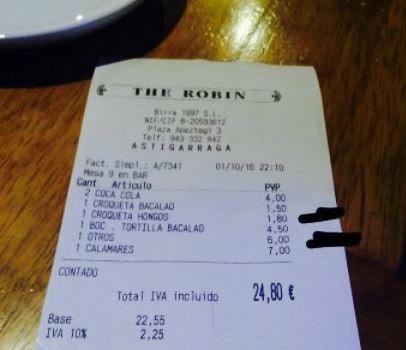 THE ROBIN
Birra 1997 S.L.
NIF/CIF B-20593612
Plaza Apeztegi 3
Telf: 943 332 842
ASTIGARRAGA
Fact. Simpl.: A/7341 01/10/16 22:10
Mesa 9 en BAR
Cant Articulo PVP
2 COCA COLA 4,00
1 CROQUETA BACALAO 1,50
1 CROQUETA HONGOS 1,80
1 BOC . TORTILLA BACALAO 4,50
1 OTROS 6,00
1 CALAMARES 7,00
CONTADO
Total IVA incluido 24,80 €
Base 22,55
IVA 10% 2,25